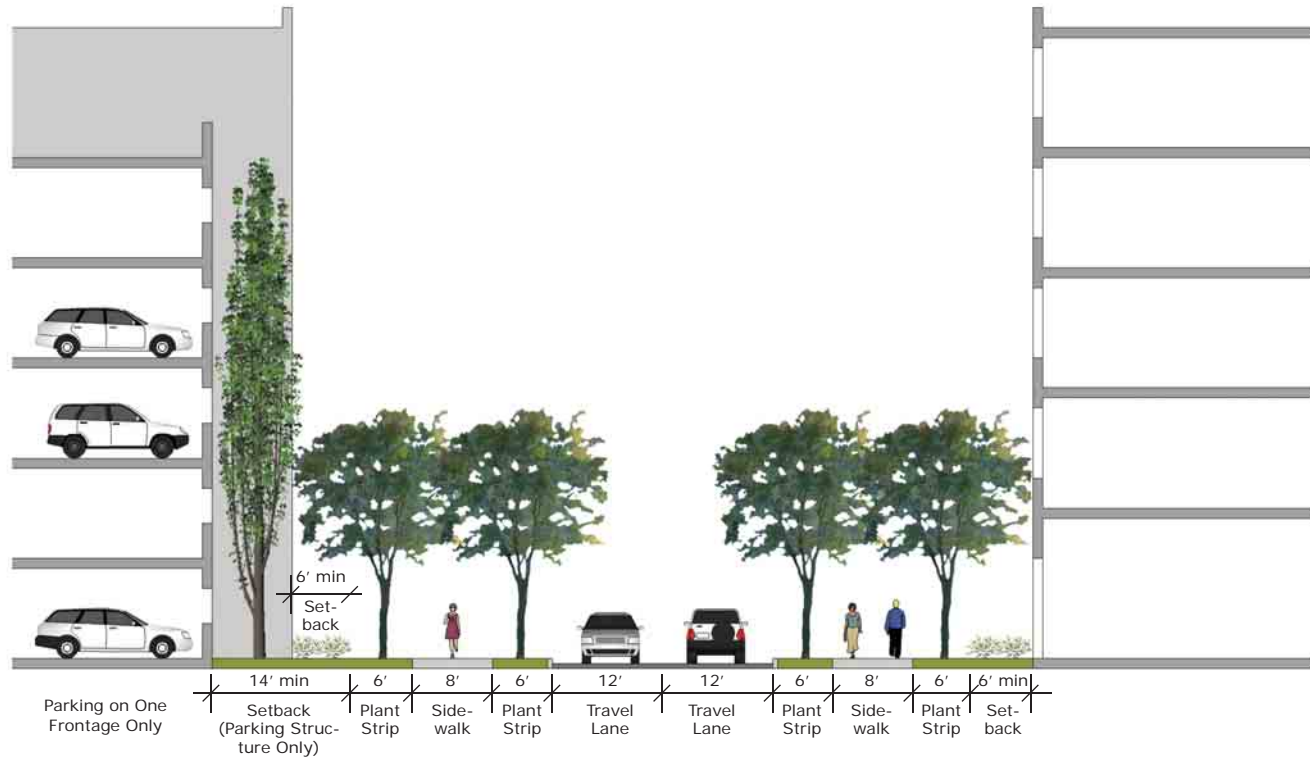 6′ min
Set-
back
14′ min
6′
8′
6′
12′
12′
6′
8′
6′
6′ min
Parking on One
Frontage Only
Setback
(Parking Struc-
ture Only)
Plant
Strip
Side-
walk
Plant
Strip
Travel
Lane
Travel
Lane
Plant
Strip
Side-
walk
Plant
Strip
Set-
back